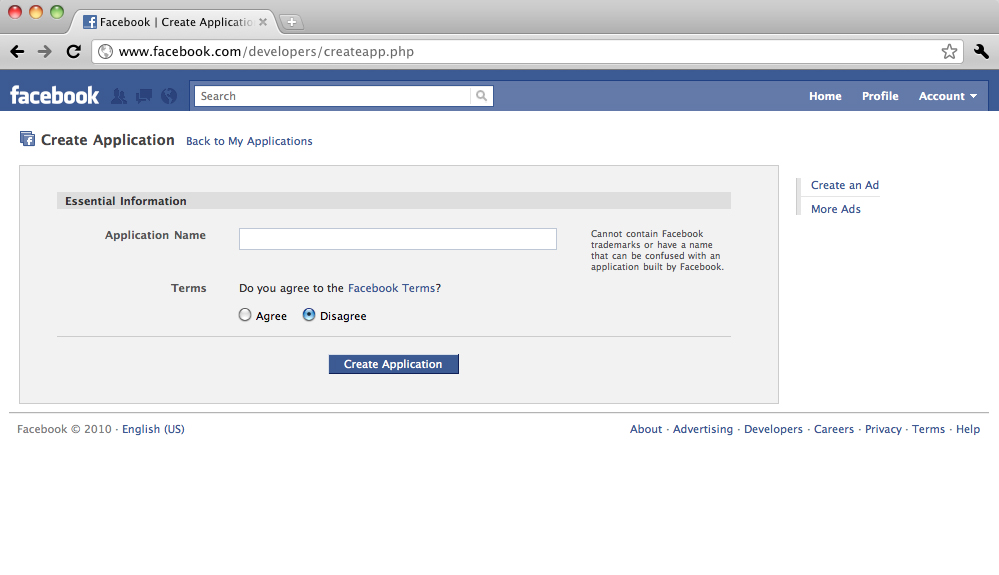 Facebook | Create Applicatio
www.facebook.com/developers/createapp.php
facebook
Search
Home Profile Account
Create Application Back to My Applications
Essential Information
Application Name
Cannot contain Facebook
trademarks or have a name
that can be confused with an
application built by Facebook.
Terms Do you agree to the Facebook Terms?
Agree Disagree
Create Application
Create an Ad
More Ads
Facebook © 2010 · English (US)
About · Advertising · Developers · Careers · Privacy · Terms · Help